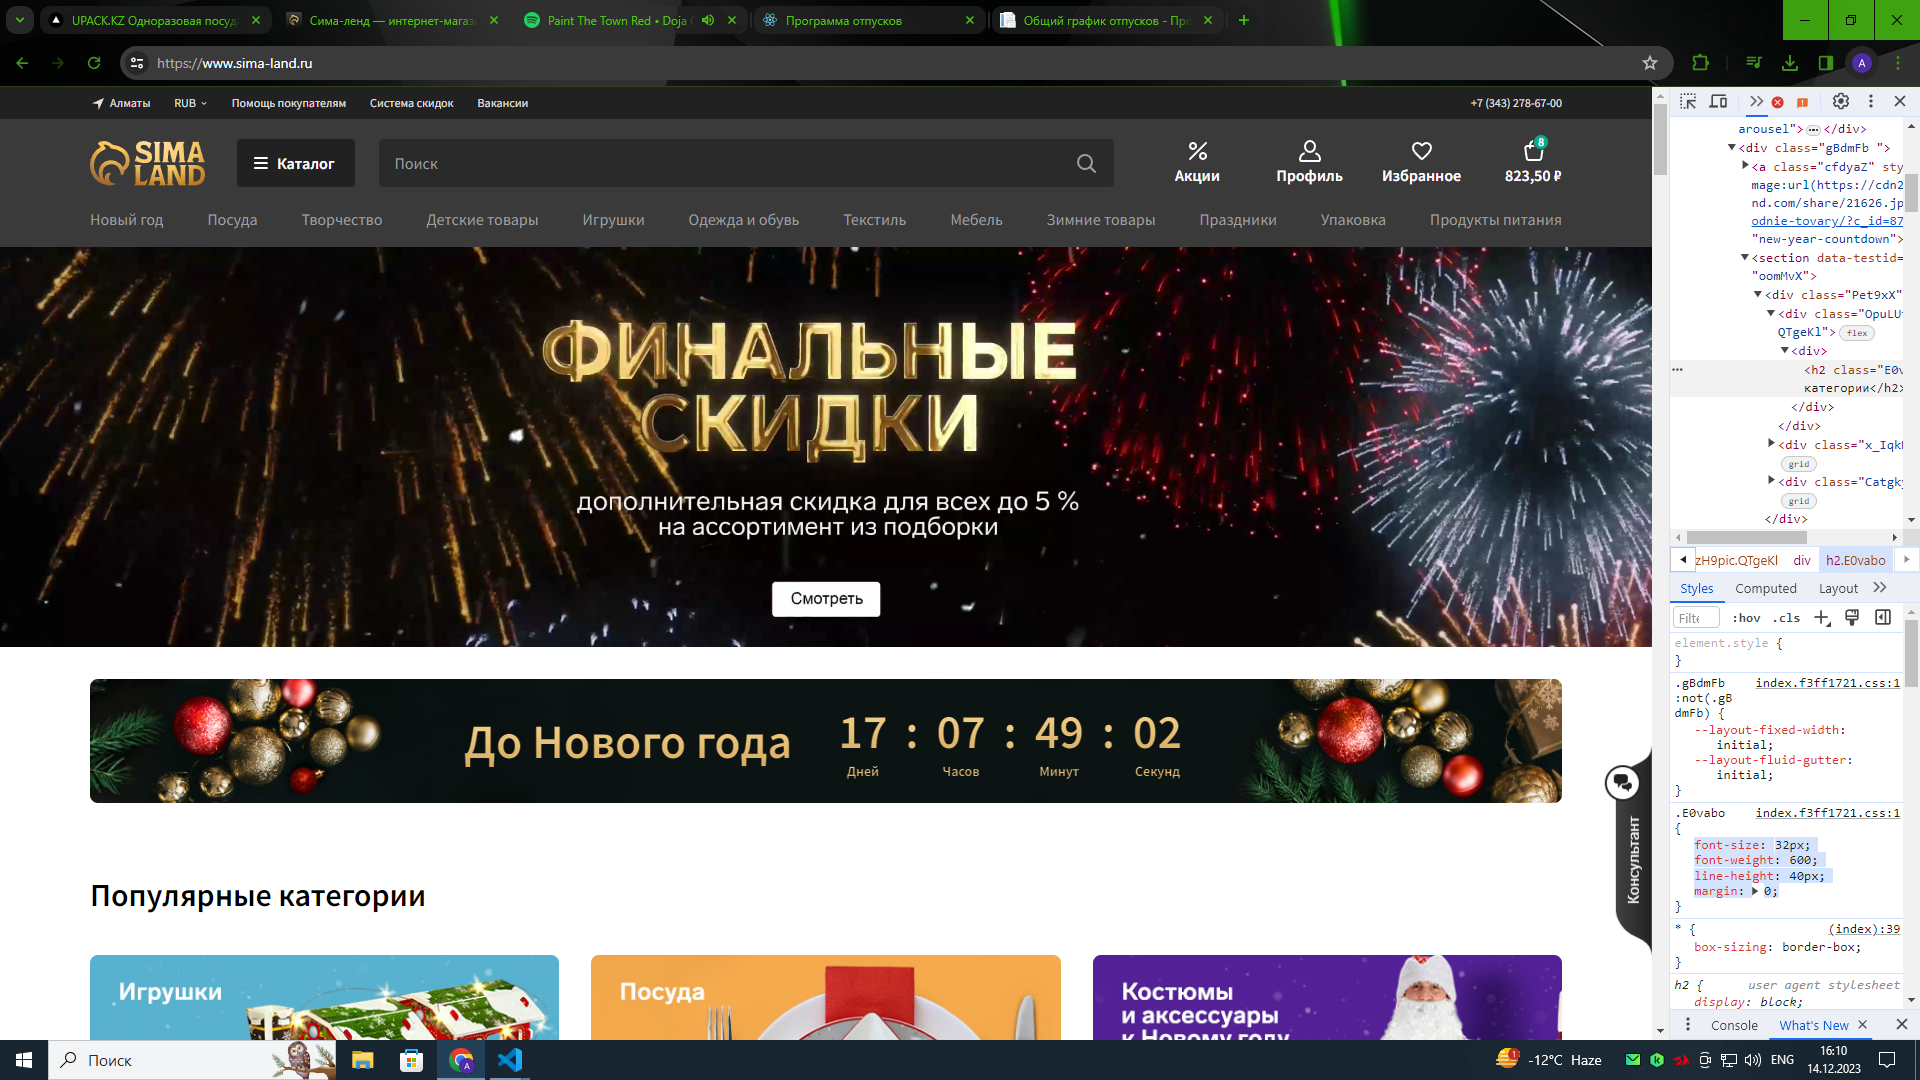 UPACK.KZ Одноразовая посуд
Сима-ленд — интернет-магаз
Paint The Town Red • Doja C
Программа отпусков
Общий график отпусков - Пр
https://www.sima-land.ru
A
Алматы
RUB
Помощь покупателям
Система скидок
Вакансии
+7 (343) 278-67-00
SIMA
LAND
Каталог
Поиск
Акции
Профиль
Избранное
8
823,50 ₽
Новый год
Посуда
Творчество
Детские товары
Игрушки
Одежда и обувь
Текстиль
Мебель
Зимние товары
Праздники
Упаковка
Продукты питания
ФИНАЛЬНЫЕ
СКИДКИ
дополнительная скидка для всех до 5 %
на ассортимент из подборки
Смотреть
До Нового года
17 : 07 : 49 : 02
Дней Часов Минут Секунд
Консультант
Популярные категории
Игрушки
Посуда
Костюмы
и аксессуары
к Новому году
arousel"> … </div>
<div class="gBdmFb ">
<a class="cfdyaZ" sty
mage:url(https://cdn2
nd.com/share/21626.jp
odnie-tovary/?c_id=87
"new-year-countdown">
<section data-testid=
"oomMvX">
<div class="Pet9xX"
<div class="OpuLU
QTgeKl"> flex
<div>
<h2 class="E0v
категории</h2>
</div>
</div>
<div class="x_Iqk
grid
<div class="Catgk
grid
</div>
zH9pic.QTgeKl div h2.E0vabo
Styles Computed Layout
Filte :hov .cls
element.style {
}
.gBdmFb index.f3ff1721.css:1
:not(.gB
dmFb) {
--layout-fixed-width:
initial;
--layout-fluid-gutter:
initial;
}
.E0vabo index.f3ff1721.css:1
{
font-size: 32px;
font-weight: 600;
line-height: 40px;
margin: 0;
}
* { (index):39
box-sizing: border-box;
}
h2 { user agent stylesheet
display: block;
Console What's New
Поиск
A
1
-12°C Haze
ENG
16:10
14.12.2023